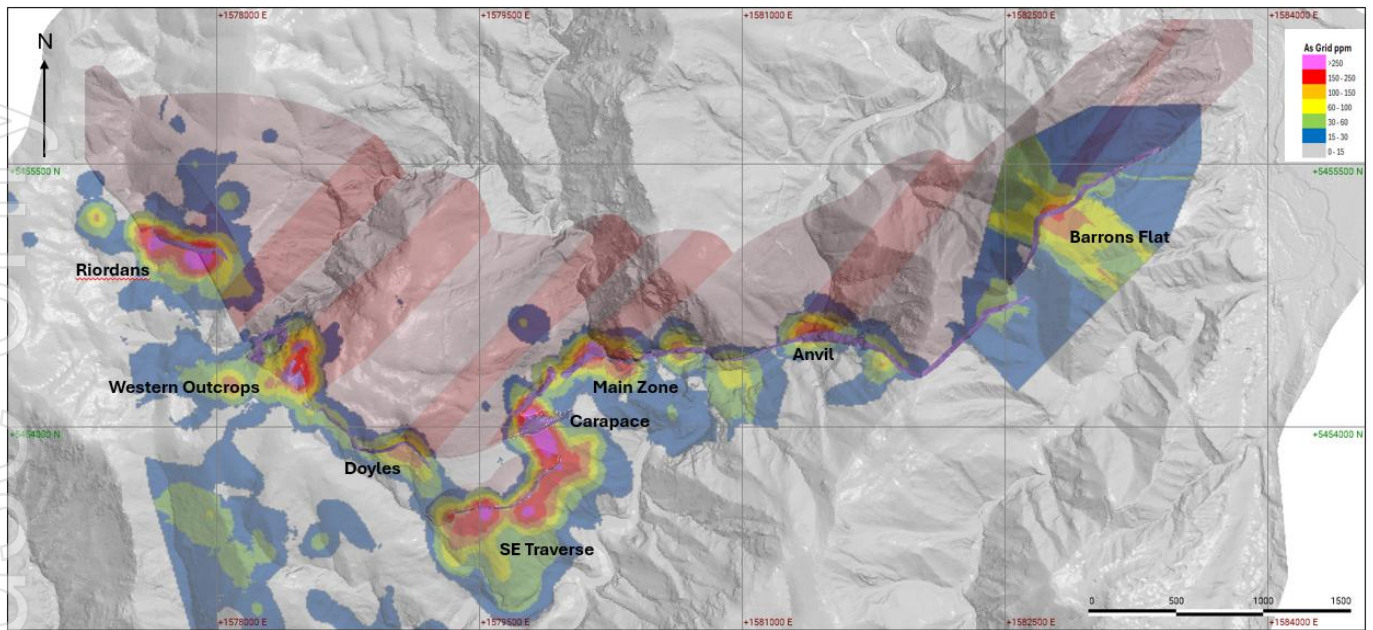 +1578000 E
+1579500 E
+1581000 E
+1582500 E
+1584000 E
N
As Grid ppm
>250
150 - 250
100 - 150
60 - 100
30 - 60
15 - 30
0 - 15
+5455500 N
+5455500 N
Riordans
Barrons Flat
Anvil
Western Outcrops
Main Zone
Carapace
+5454000 N
+5454000 N
Doyles
SE Traverse
0 500 1000 1500
+1578000 E
+1579500 E
+1581000 E
+1582500 E
+1584000 E